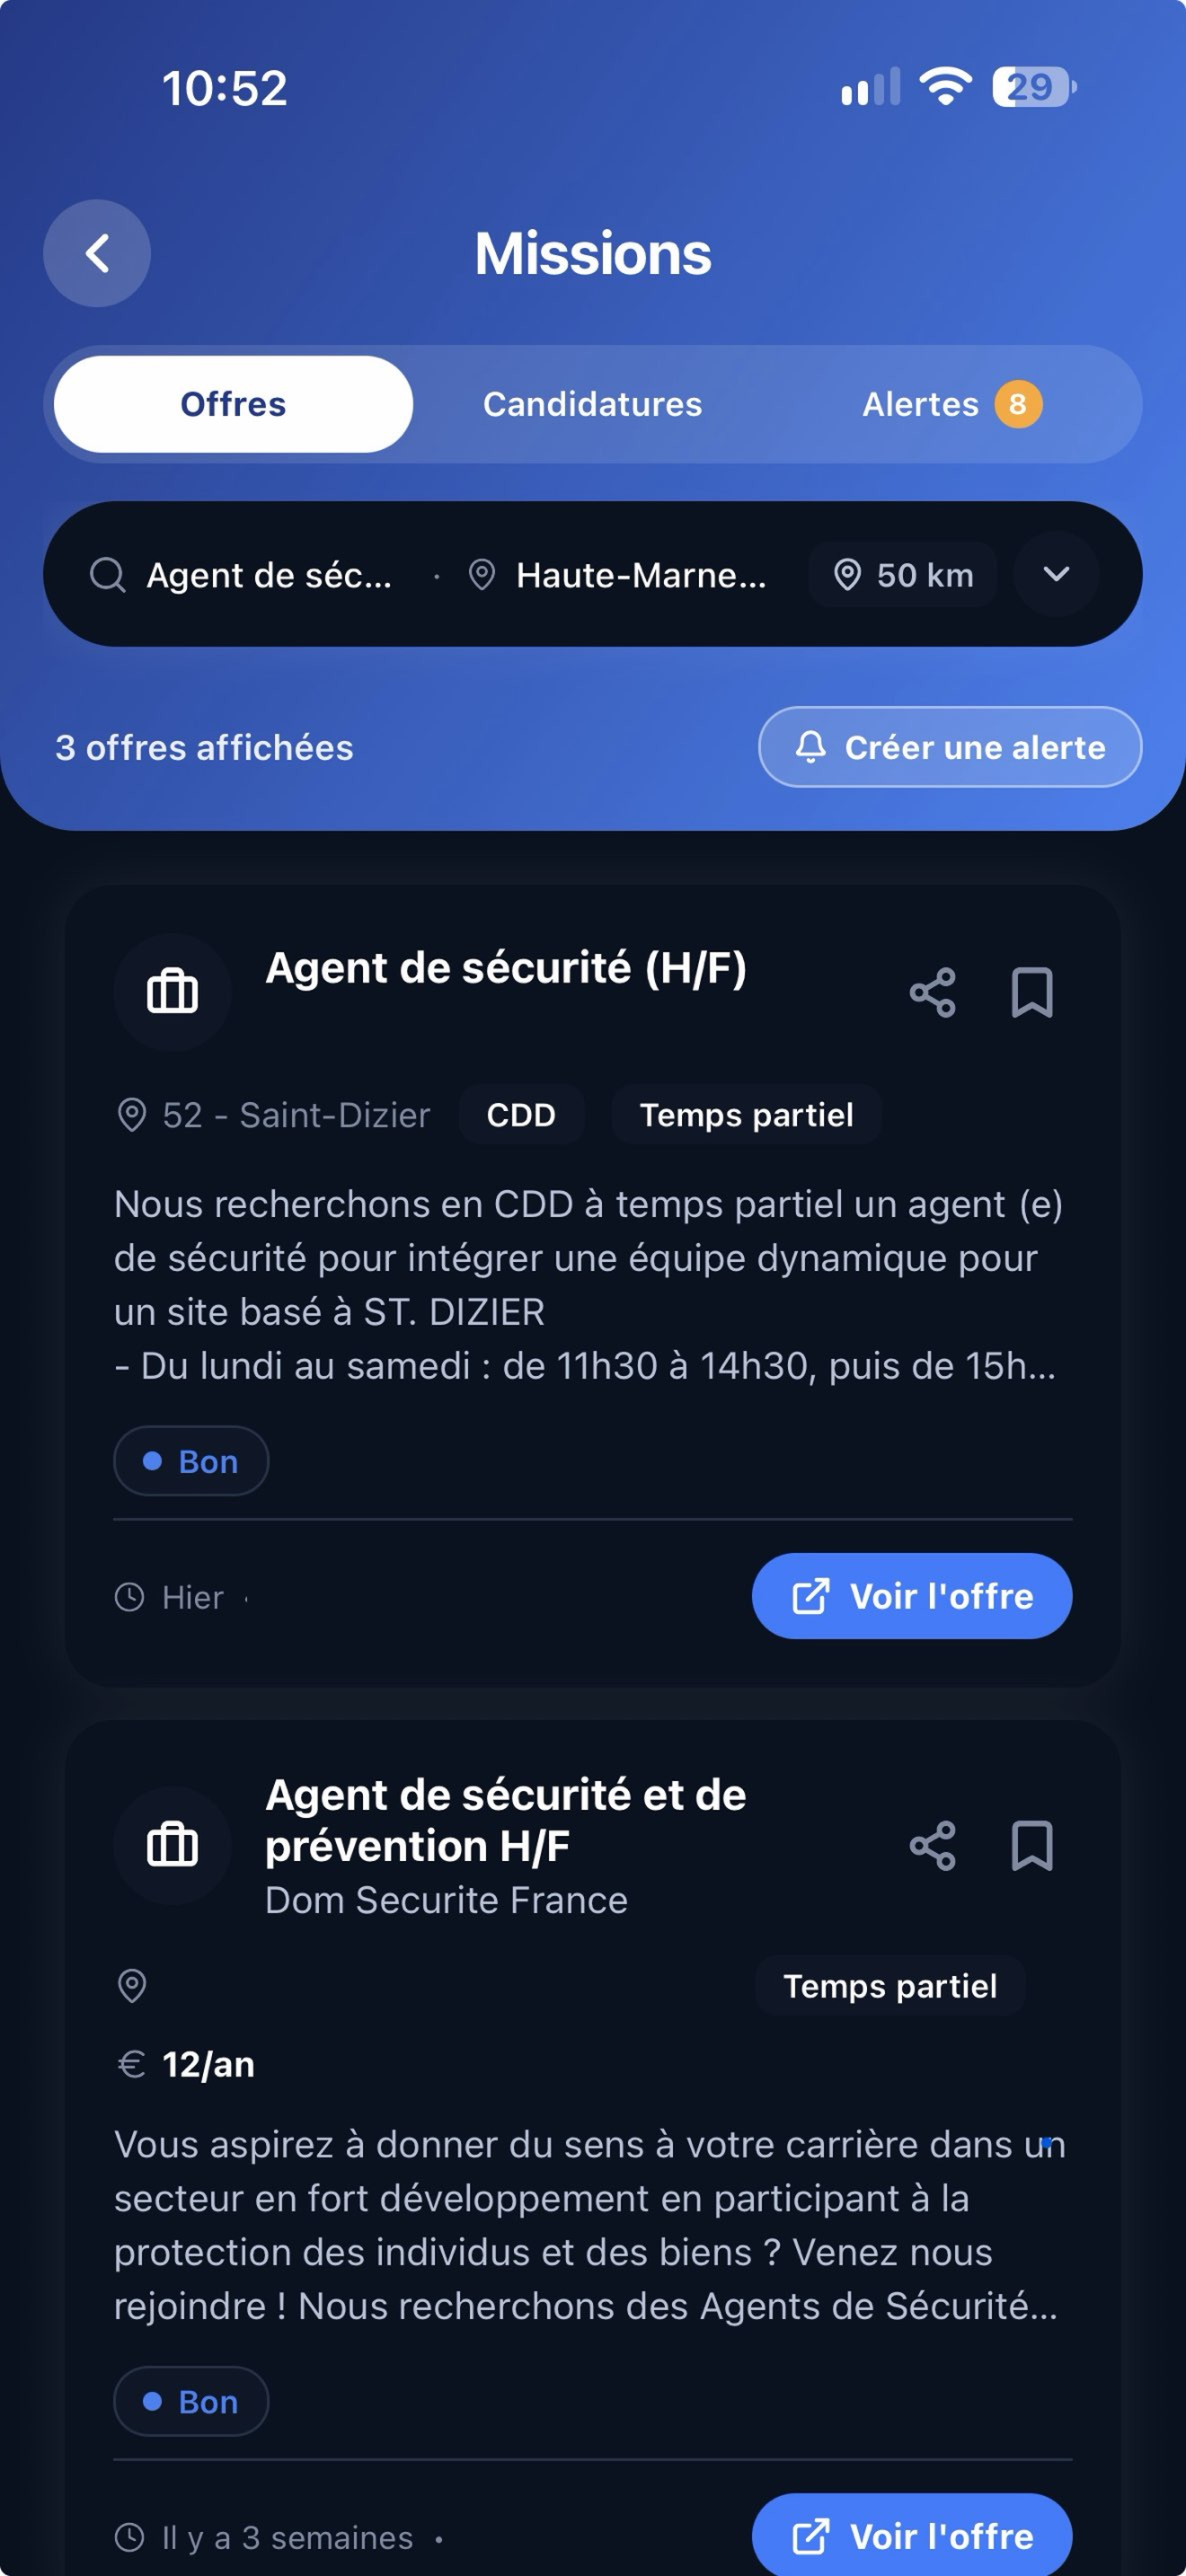 10:52
29
Missions
Offres
Candidatures
Alertes 8
Agent de séc... · Haute-Marne... 50 km
3 offres affichées
Créer une alerte
Agent de sécurité (H/F)
52 - Saint-Dizier CDD Temps partiel
Nous recherchons en CDD à temps partiel un agent (e)
de sécurité pour intégrer une équipe dynamique pour
un site basé à ST. DIZIER
- Du lundi au samedi : de 11h30 à 14h30, puis de 15h...
Bon
Hier ·
Voir l'offre
Agent de sécurité et de
prévention H/F
Dom Securite France
Temps partiel
€ 12/an
Vous aspirez à donner du sens à votre carrière dans un
secteur en fort développement en participant à la
protection des individus et des biens ? Venez nous
rejoindre ! Nous recherchons des Agents de Sécurité...
Bon
Il y a 3 semaines •
Voir l'offre